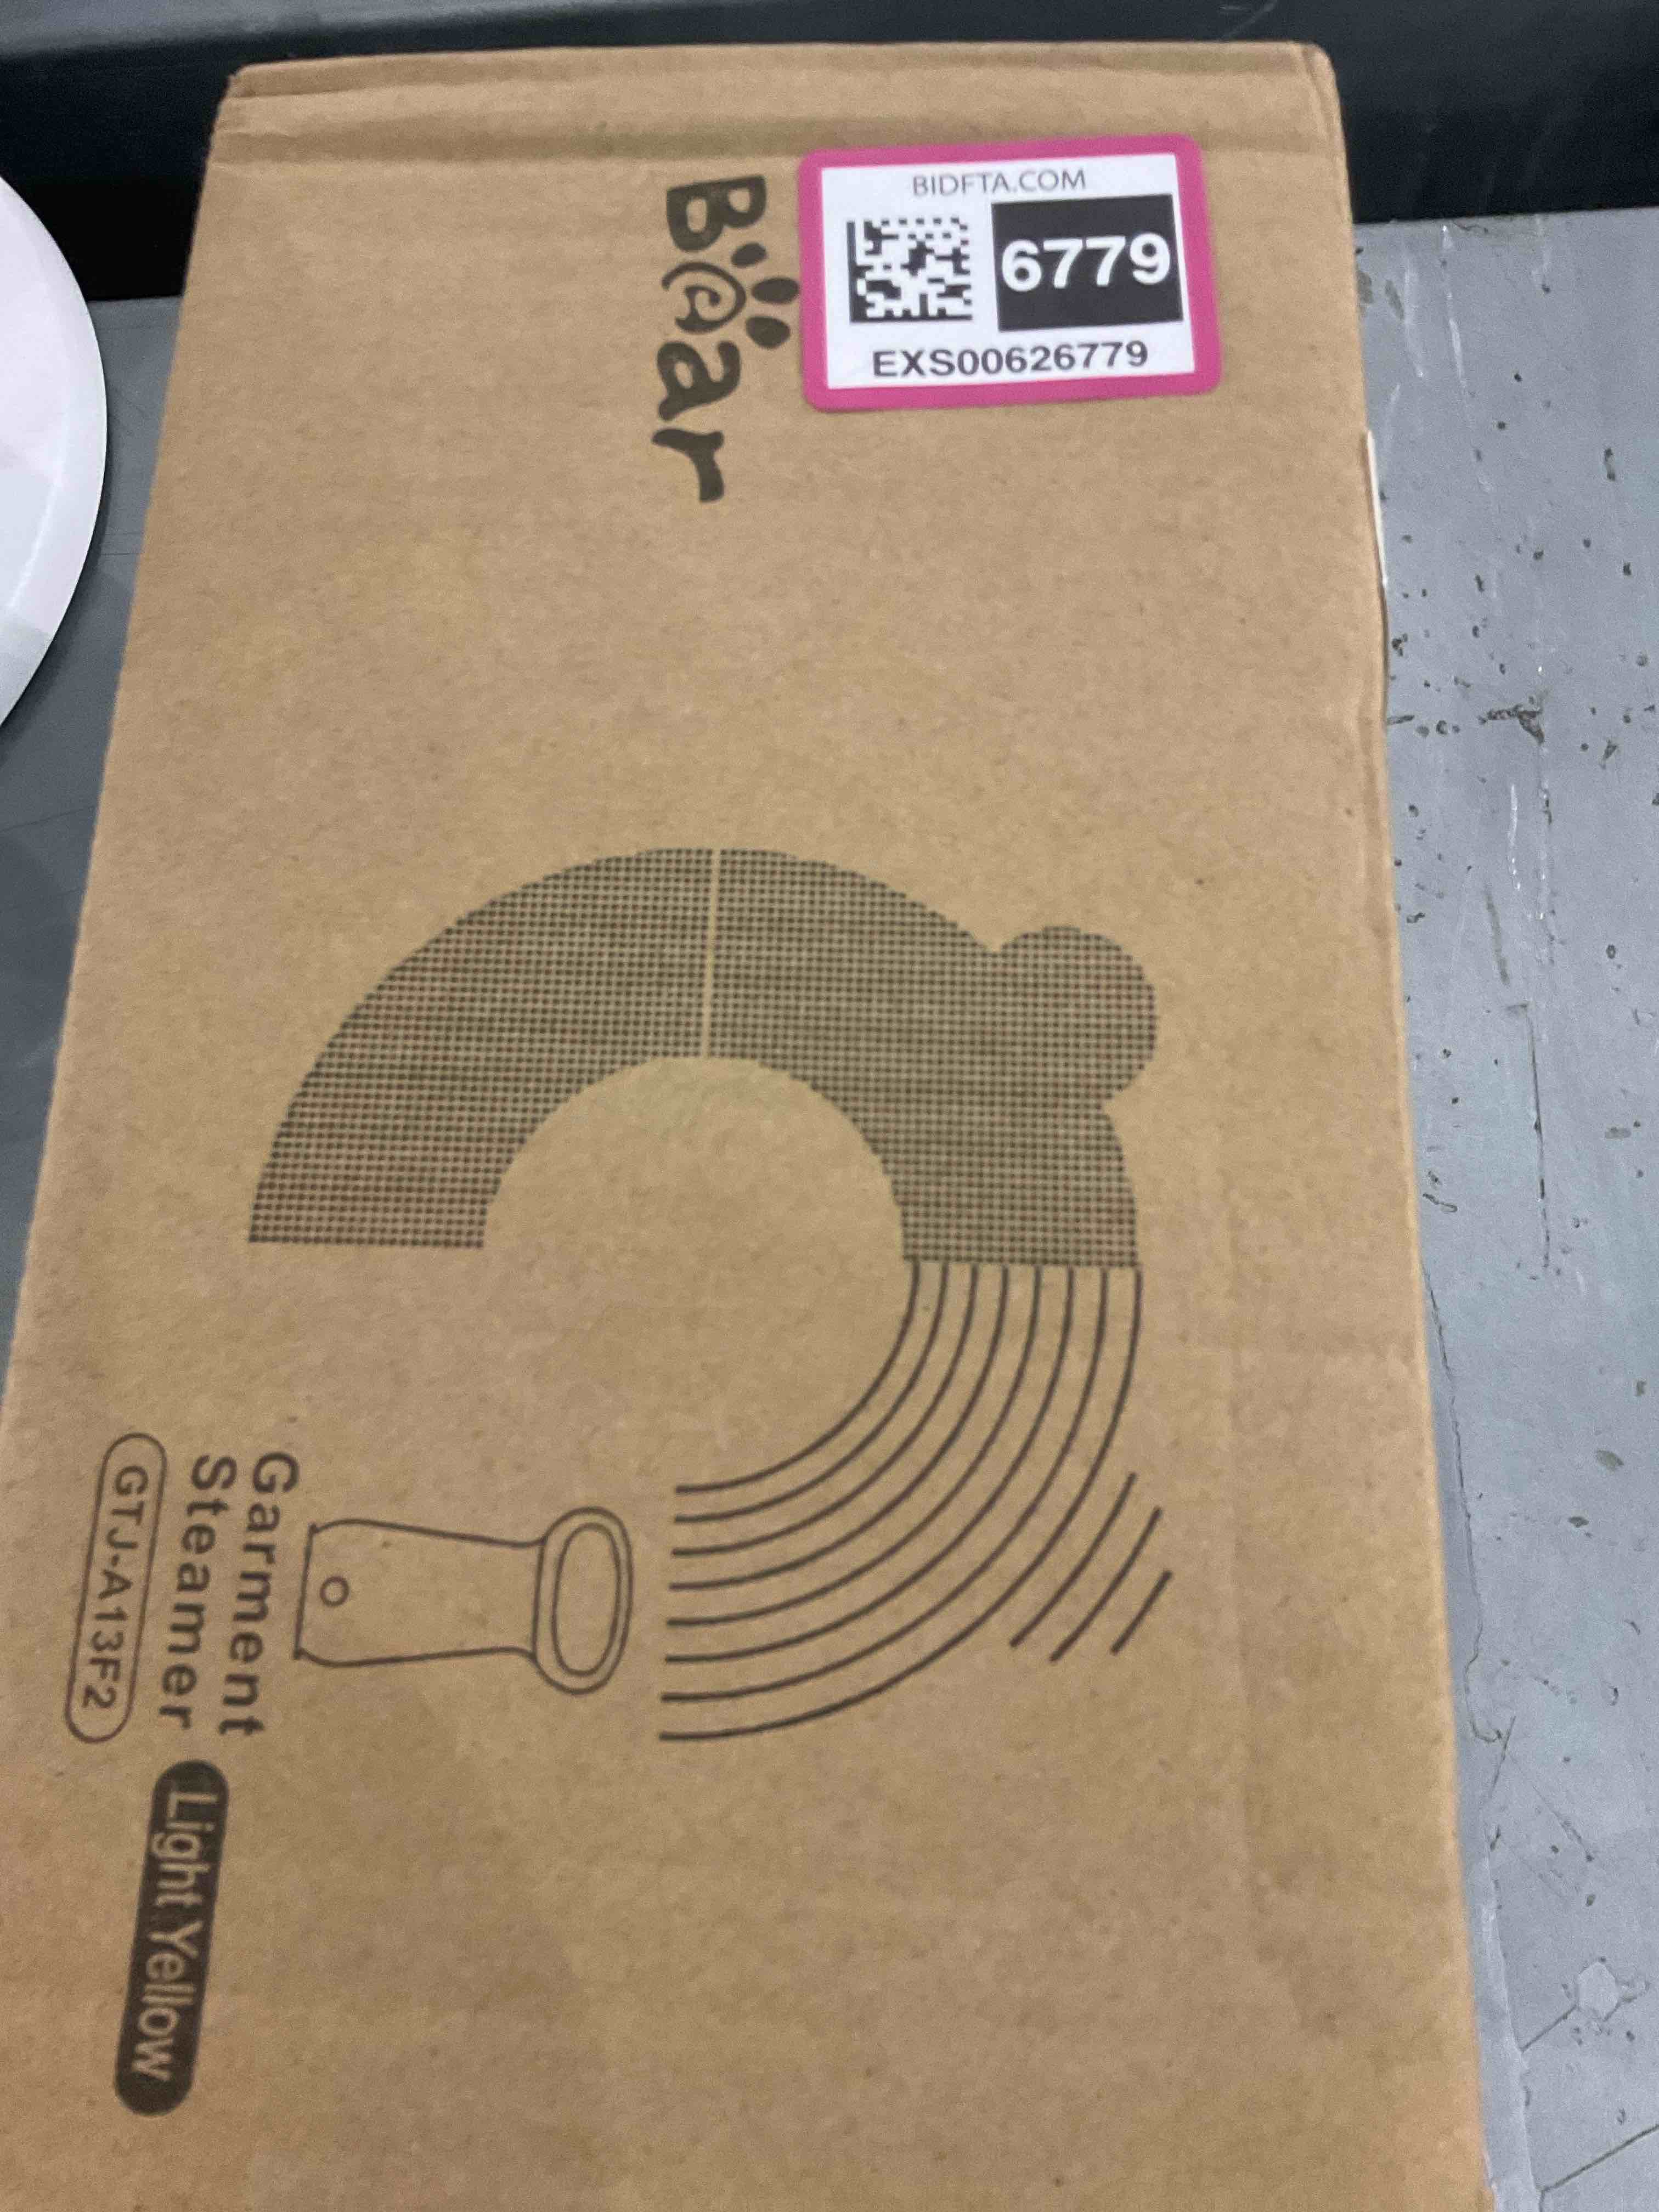 BIDFTA.COM
6779
EXS00626779
Bear
Garment
Steamer Light Yellow
GTJ-A13F2